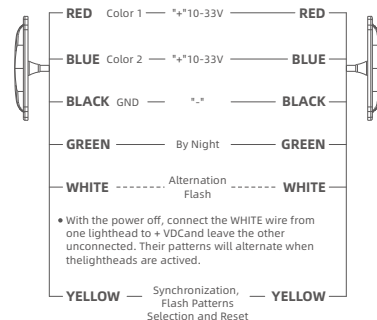 RED Color 1 "+"10-33V RED
BLUE Color 2 "+"10-33V BLUE
BLACK GND "-" BLACK
GREEN By Night GREEN
WHITE Alternation Flash WHITE
• With the power off, connect the WHITE wire from
one lighthead to + VDCand leave the other
unconnected. Their patterns will alternate when
thelightheads are actived.
YELLOW Synchronization, YELLOW
Flash Patterns
Selection and Reset